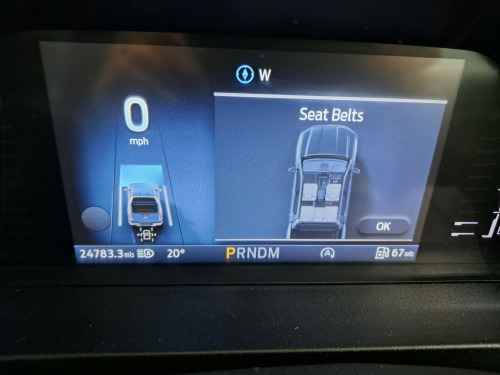 W
0
mph
Seat Belts
OK
24783.3 mls
20°
PRNDM
67 mls